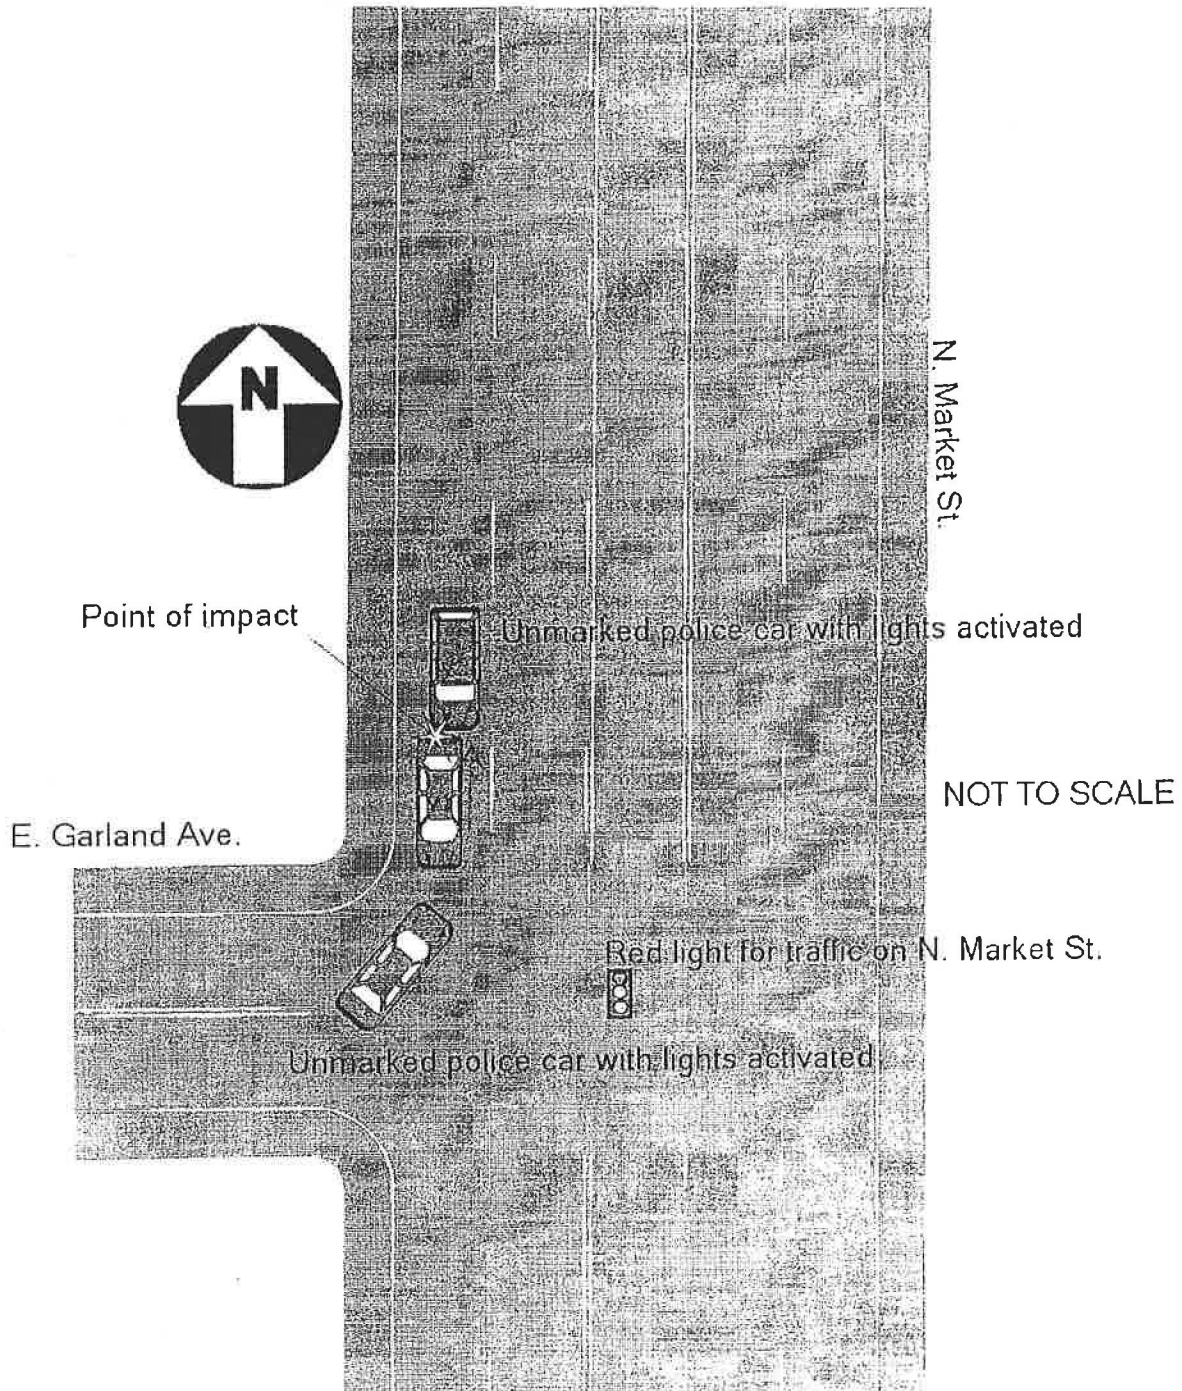 N
N. Market St.
Point of impact
Unmarked police car with lights activated
NOT TO SCALE
E. Garland Ave.
Red light for traffic on N. Market St.
Unmarked police car with lights activated